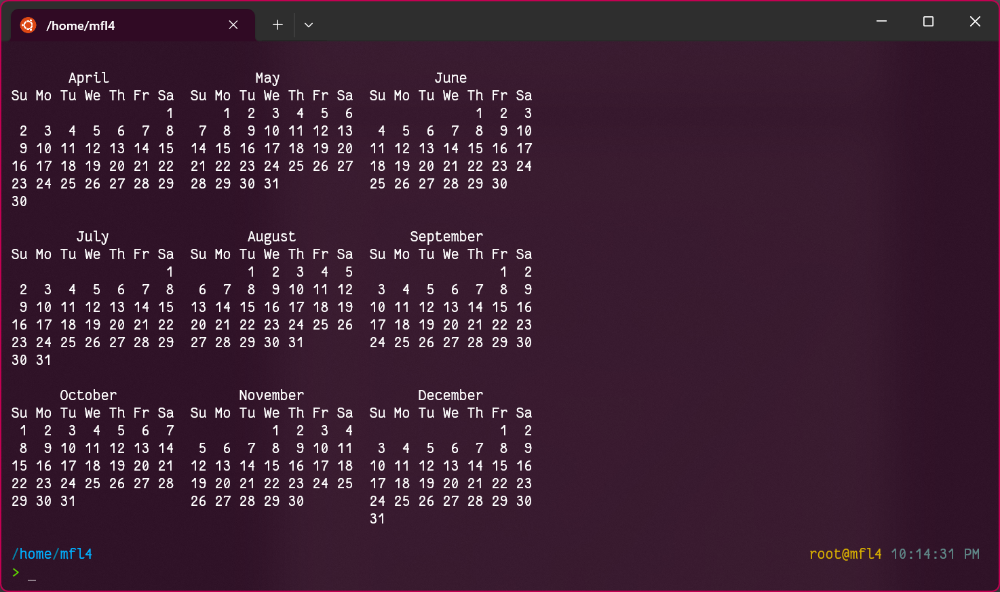 /home/mfl4
       April                  May                   June
Su Mo Tu We Th Fr Sa  Su Mo Tu We Th Fr Sa  Su Mo Tu We Th Fr Sa
                   1      1  2  3  4  5  6               1  2  3
 2  3  4  5  6  7  8   7  8  9 10 11 12 13   4  5  6  7  8  9 10
 9 10 11 12 13 14 15  14 15 16 17 18 19 20  11 12 13 14 15 16 17
16 17 18 19 20 21 22  21 22 23 24 25 26 27  18 19 20 21 22 23 24
23 24 25 26 27 28 29  28 29 30 31           25 26 27 28 29 30
30
        July                 August              September
Su Mo Tu We Th Fr Sa  Su Mo Tu We Th Fr Sa  Su Mo Tu We Th Fr Sa
                   1         1  2  3  4  5                  1  2
 2  3  4  5  6  7  8   6  7  8  9 10 11 12   3  4  5  6  7  8  9
 9 10 11 12 13 14 15  13 14 15 16 17 18 19  10 11 12 13 14 15 16
16 17 18 19 20 21 22  20 21 22 23 24 25 26  17 18 19 20 21 22 23
23 24 25 26 27 28 29  27 28 29 30 31        24 25 26 27 28 29 30
30 31
      October               November              December
Su Mo Tu We Th Fr Sa  Su Mo Tu We Th Fr Sa  Su Mo Tu We Th Fr Sa
 1  2  3  4  5  6  7            1  2  3  4                  1  2
 8  9 10 11 12 13 14   5  6  7  8  9 10 11   3  4  5  6  7  8  9
15 16 17 18 19 20 21  12 13 14 15 16 17 18  10 11 12 13 14 15 16
22 23 24 25 26 27 28  19 20 21 22 23 24 25  17 18 19 20 21 22 23
29 30 31              26 27 28 29 30        24 25 26 27 28 29 30
                                            31
/home/mfl4 root@mfl4 10:14:31 PM
> _